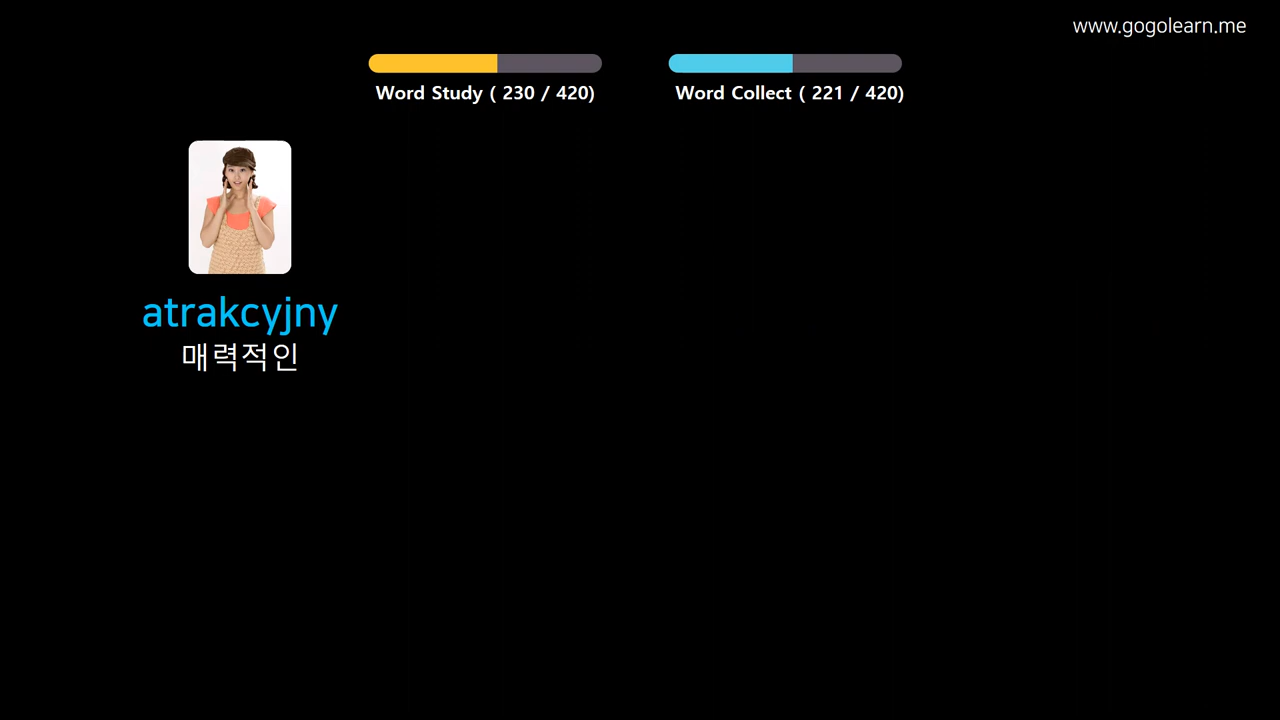 www.gogolearn.me
Word Study ( 230 / 420)
Word Collect ( 221 / 420)
atrakcyjny
매력적인